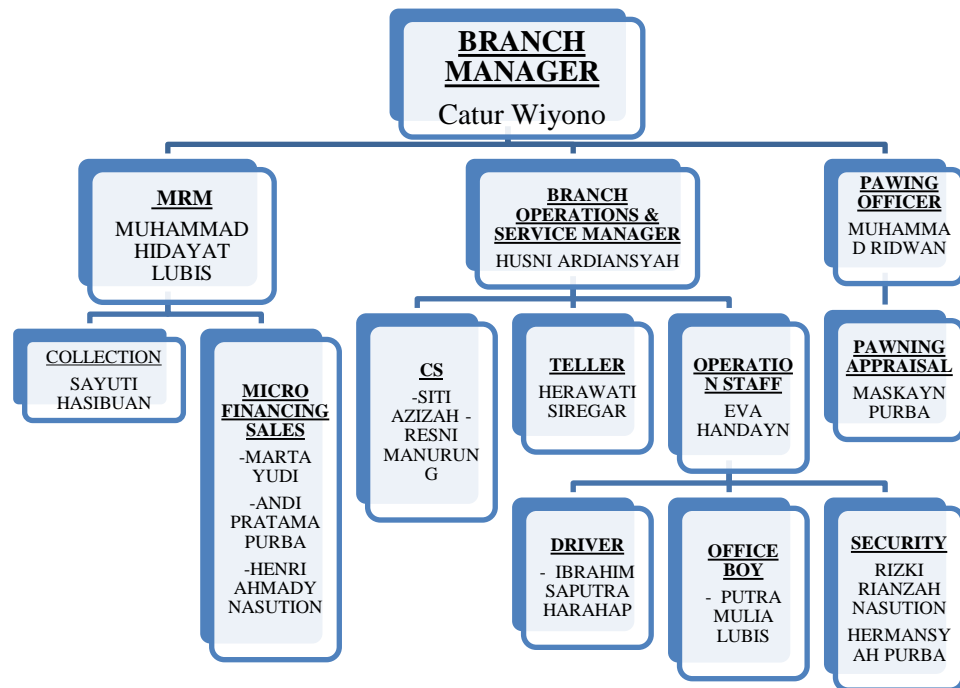 BRANCH
MANAGER
Catur Wiyono
MRM
MUHAMMAD
HIDAYAT
LUBIS
BRANCH
OPERATIONS &
SERVICE MANAGER
HUSNI ARDIANSYAH
PAWING
OFFICER
MUHAMMA
D RIDWAN
COLLECTION
SAYUTI
HASIBUAN
MICRO
FINANCING
SALES
-MARTA
YUDI
-ANDI
PRATAMA
PURBA
-HENRI
AHMADY
NASUTION
CS
-SITI
AZIZAH -
RESNI
MANURUN
G
TELLER
HERAWATI
SIREGAR
OPERATIO
N STAFF
EVA
HANDAYN
PAWNING
APPRAISAL
MASKAYN
PURBA
DRIVER
- IBRAHIM
SAPUTRA
HARAHAP
OFFICE
BOY
- PUTRA
MULIA
LUBIS
SECURITY
RIZKI
RIANZAH
NASUTION
HERMANSY
AH PURBA